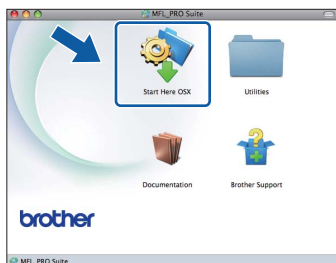 MFL_PRO Suite
Start Here OSX
Utilities
Documentation
Brother Support
brother
MFL_PRO Suite